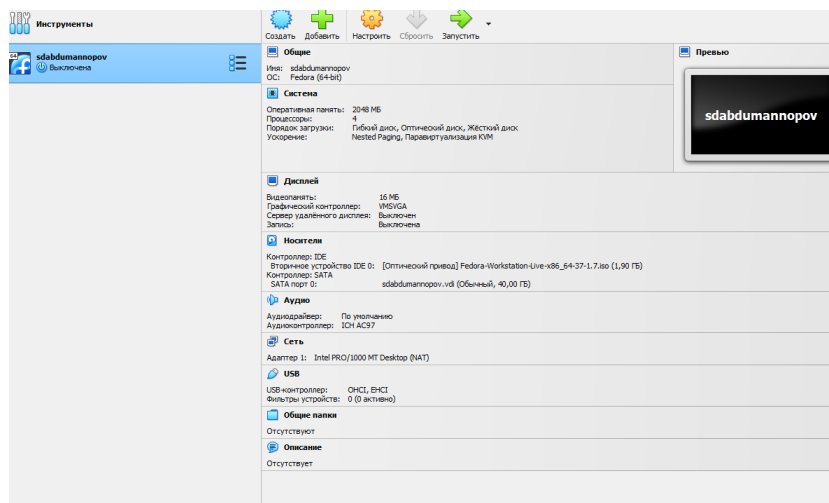 Инструменты
Создать Добавить Настроить Сбросить Запустить
64
sdabdumannopov
Выключена
Общие
Имя: sdabdumannopov
ОС: Fedora (64-bit)
Система
Оперативная память: 2048 МБ
Процессоры: 4
Порядок загрузки: Гибкий диск, Оптический диск, Жёсткий диск
Ускорение: Nested Paging, Паравиртуализация KVM
Превью
sdabdumannopov
Дисплей
Видеопамять: 16 МБ
Графический контроллер: VMSVGA
Сервер удалённого дисплея: Выключен
Запись: Выключена
Носители
Контроллер: IDE
Вторичное устройство IDE 0: [Оптический привод] Fedora-Workstation-Live-x86_64-37-1.7.iso (1,90 ГБ)
Контроллер: SATA
SATA порт 0: sdabdumannopov.vdi (Обычный, 40,00 ГБ)
Аудио
Аудиодрайвер: По умолчанию
Аудиоконтроллер: ICH AC97
Сеть
Адаптер 1: Intel PRO/1000 MT Desktop (NAT)
USB
USB-контроллер: OHCI, EHCI
Фильтры устройств: 0 (0 активно)
Общие папки
Отсутствуют
Описание
Отсутствует